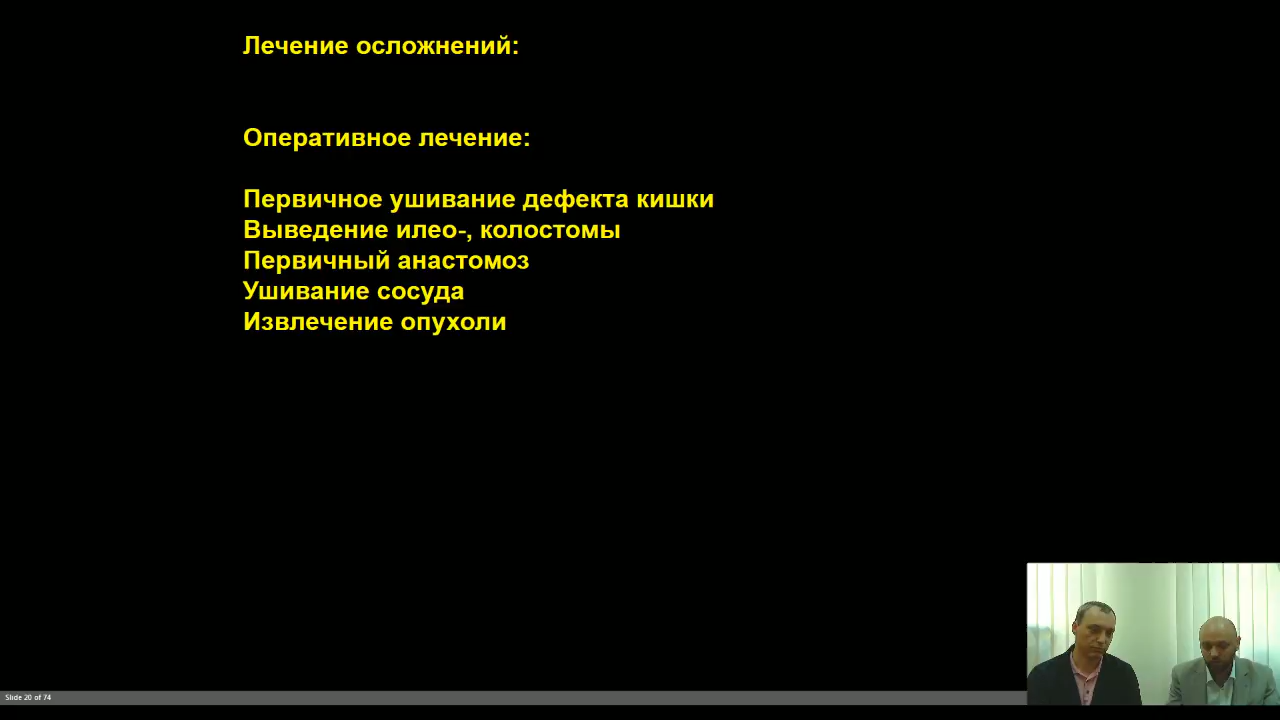 Лечение осложнений:
Оперативное лечение:
Первичное ушивание дефекта кишки
Выведение илео-, колостомы
Первичный анастомоз
Ушивание сосуда
Извлечение опухоли
Slide 20 of 74